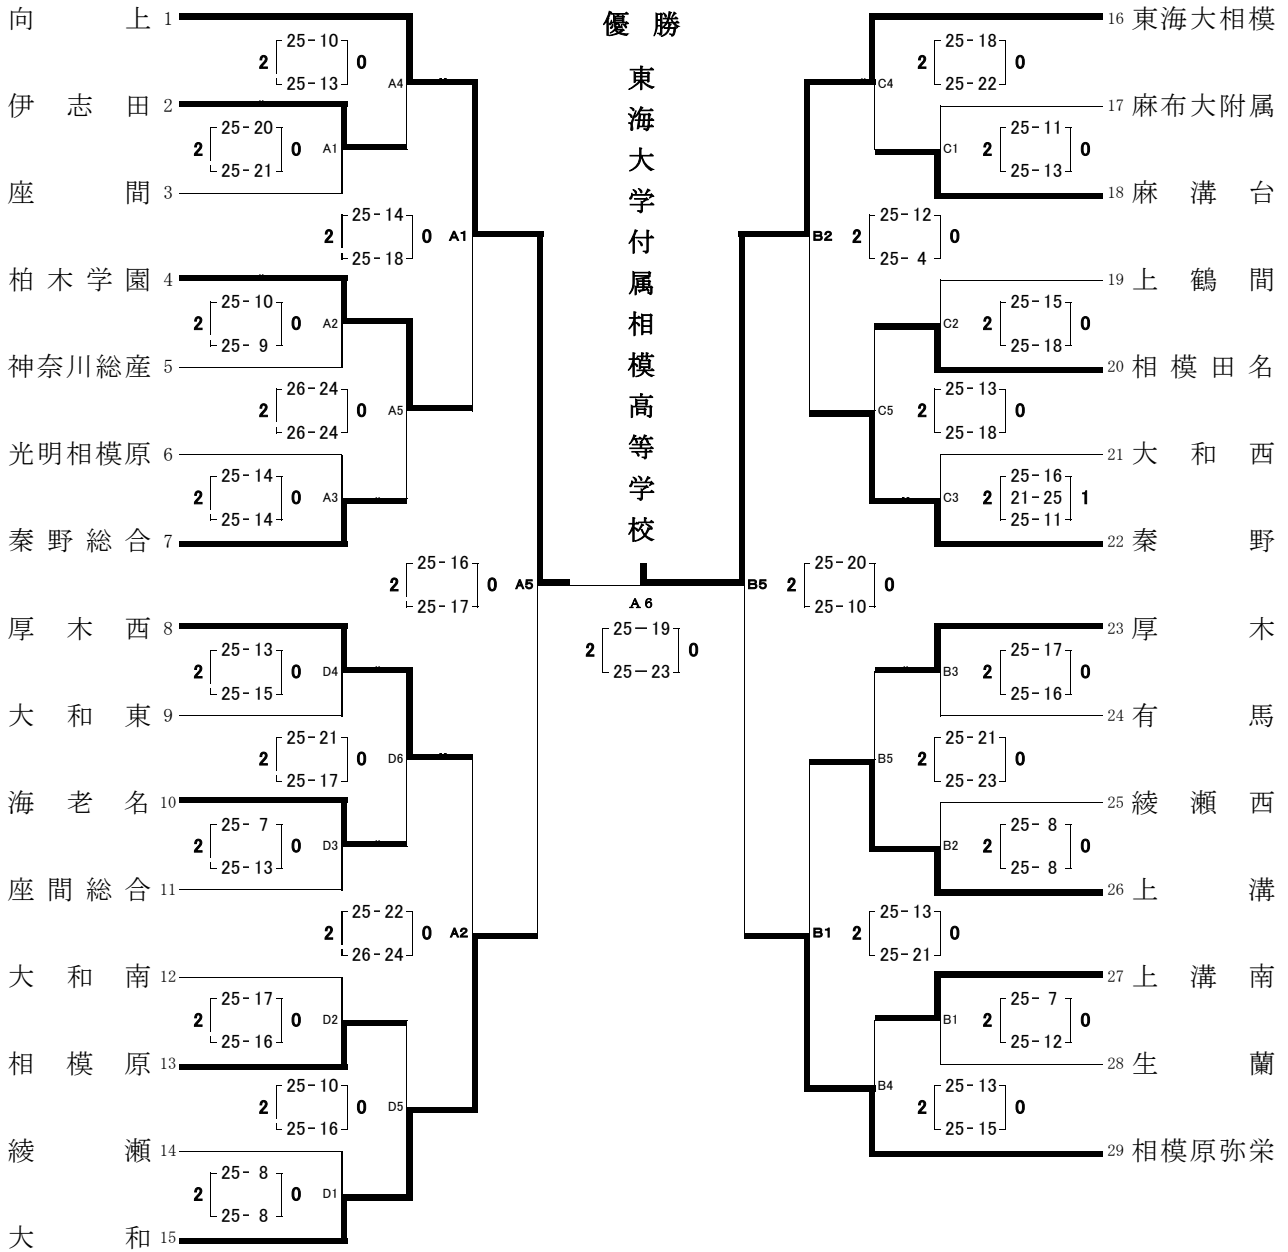 優勝
東海大学付属相模高等学校
向上 1
25-10
2 0
25-13
A4
伊志田 2
25-20
2 0
25-21
A1
座間 3
25-14
2 0
25-18
A1
柏木学園 4
25-10
2 0
25-9
A2
神奈川総産 5
26-24
2 0
26-24
A5
光明相模原 6
25-14
2 0
25-14
A3
秦野総合 7
25-16
2 0
25-17
A5
厚木西 8
25-13
2 0
25-15
D4
大和東 9
25-21
2 0
25-17
D6
海老名 10
25-7
2 0
25-13
D3
座間総合 11
25-22
2 0
26-24
A2
大和南 12
25-17
2 0
25-16
D2
相模原 13
25-10
2 0
25-16
D5
綾瀬 14
25-8
2 0
25-8
D1
大和 15
A6
25-19
2 0
25-23
16 東海大相模
25-18
C4 2 0
25-22
17 麻布大附属
25-11
C1 2 0
25-13
18 麻溝台
25-12
B2 2 0
25-4
19 上鶴間
25-15
C2 2 0
25-18
20 相模田名
25-13
C5 2 0
25-18
21 大和西
25-16
C3 2 21-25 1
25-11
22 秦野
25-20
B5 2 0
25-10
23 厚木
25-17
B3 2 0
25-16
24 有馬
25-21
B5 2 0
25-23
25 綾瀬西
25-8
B2 2 0
25-8
26 上溝
25-13
B1 2 0
25-21
27 上溝南
25-7
B1 2 0
25-12
28 生蘭
25-13
B4 2 0
25-15
29 相模原弥栄